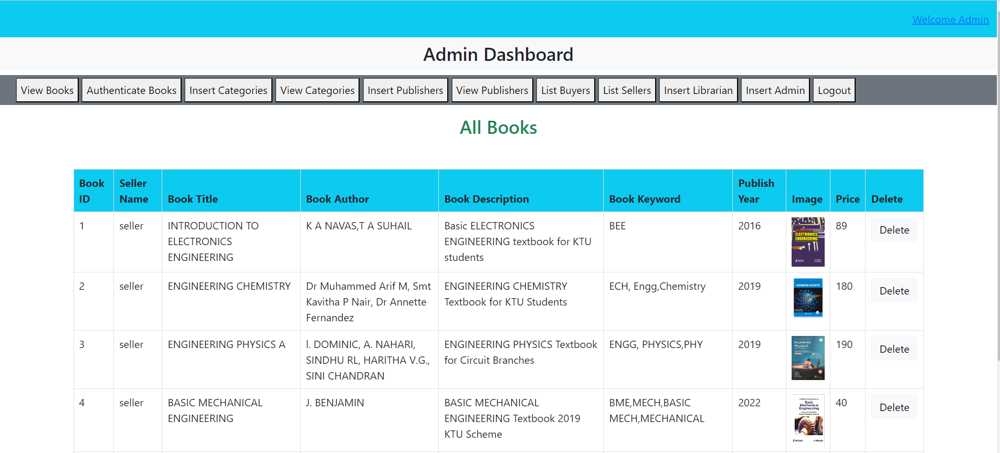 Welcome Admin
Admin Dashboard
View Books Authenticate Books Insert Categories View Categories Insert Publishers View Publishers List Buyers List Sellers Insert Librarian Insert Admin Logout
All Books
Book ID Seller Name Book Title Book Author Book Description Book Keyword Publish Year Image Price Delete
1 seller INTRODUCTION TO K A NAVAS,T A SUHAIL Basic ELECTRONICS BEE 2016 89 Delete
ELECTRONICS ENGINEERING textbook for KTU
ENGINEERING students
ELECTRONICS
ENGINEERING
2 seller ENGINEERING CHEMISTRY Dr Muhammed Arif M, Smt ENGINEERING CHEMISTRY ECH, Engg,Chemistry 2019 180 Delete
Kavitha P Nair, Dr Annette Textbook for KTU Students
Fernandez
ENGINEERING CHEMISTRY
3 seller ENGINEERING PHYSICS A I. DOMINIC, A. NAHARI, ENGINEERING PHYSICS Textbook ENGG, PHYSICS,PHY 2019 190 Delete
SINDHU RL, HARITHA V.G., for Circuit Branches
SINI CHANDRAN
Engineering
Physics A
4 seller BASIC MECHANICAL J. BENJAMIN BASIC MECHANICAL BME,MECH,BASIC 2022 40 Delete
ENGINEERING ENGINEERING Textbook 2019 MECH,MECHANICAL
KTU Scheme
Basic
Mechanical
Engineering